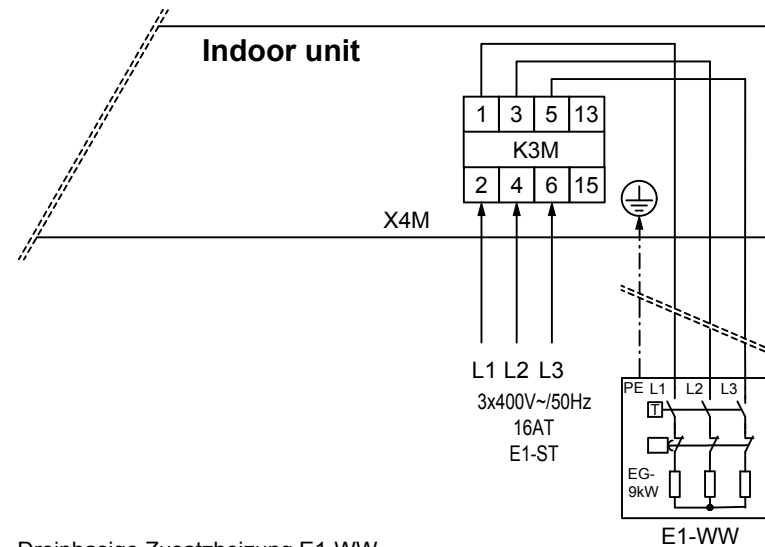 Indoor unit
1 3 5 13
K3M
2 4 6 15
X4M
L1 L2 L3
3x400V~/50Hz
16AT
E1-ST
PE L1 L2 L3
T
EG-
9kW
E1-WW